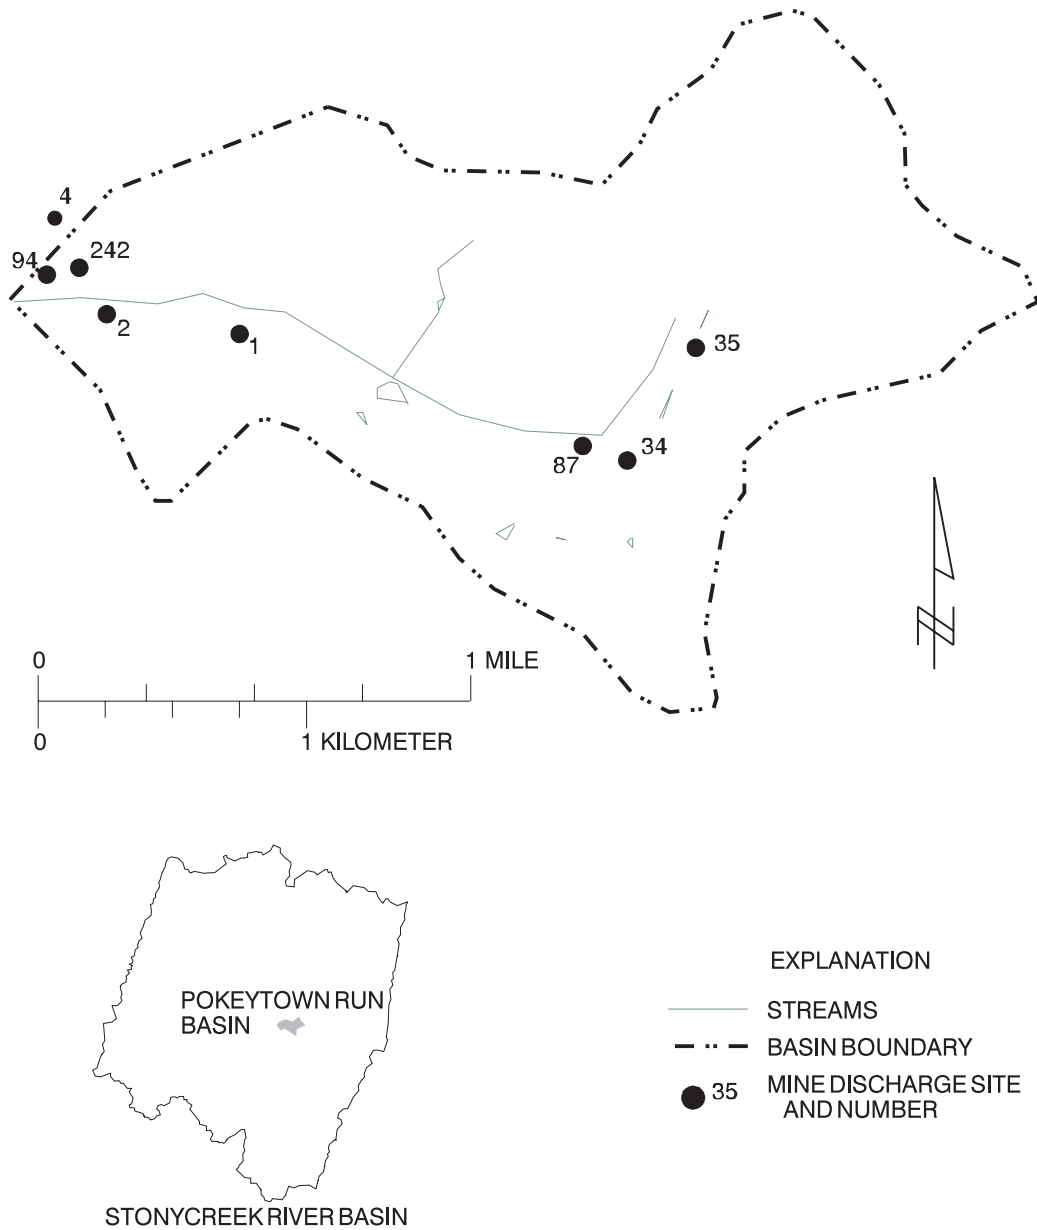 4
94
242
2
1
35
87
34
0
1 MILE
0
1 KILOMETER
N
POKEYTOWN RUN
BASIN
STONYCREEK RIVER BASIN
EXPLANATION
STREAMS
BASIN BOUNDARY
35
MINE DISCHARGE SITE
AND NUMBER